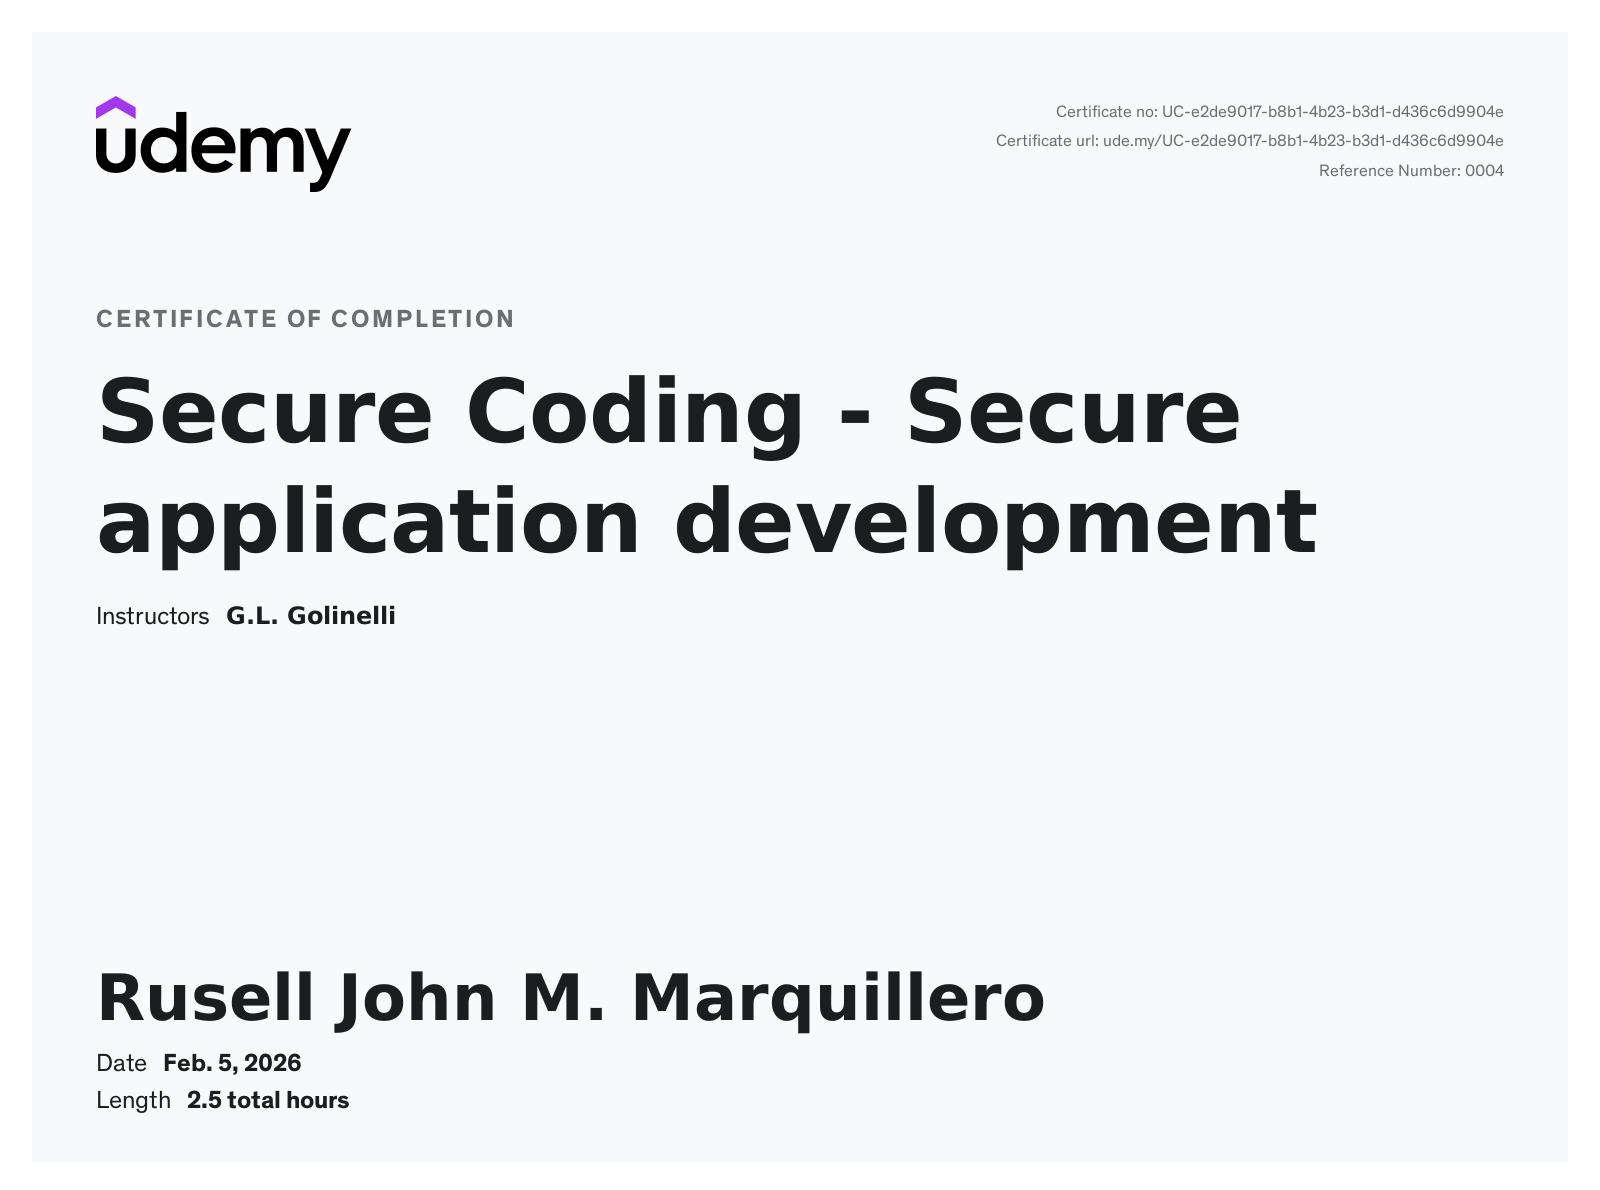 udemy
Certificate no: UC-e2de9017-b8b1-4b23-b3d1-d436c6d9904e
Certificate url: ude.my/UC-e2de9017-b8b1-4b23-b3d1-d436c6d9904e
Reference Number: 0004
CERTIFICATE OF COMPLETION
Secure Coding - Secure
application development
Instructors G.L. Golinelli
Rusell John M. Marquillero
Date Feb. 5, 2026
Length 2.5 total hours